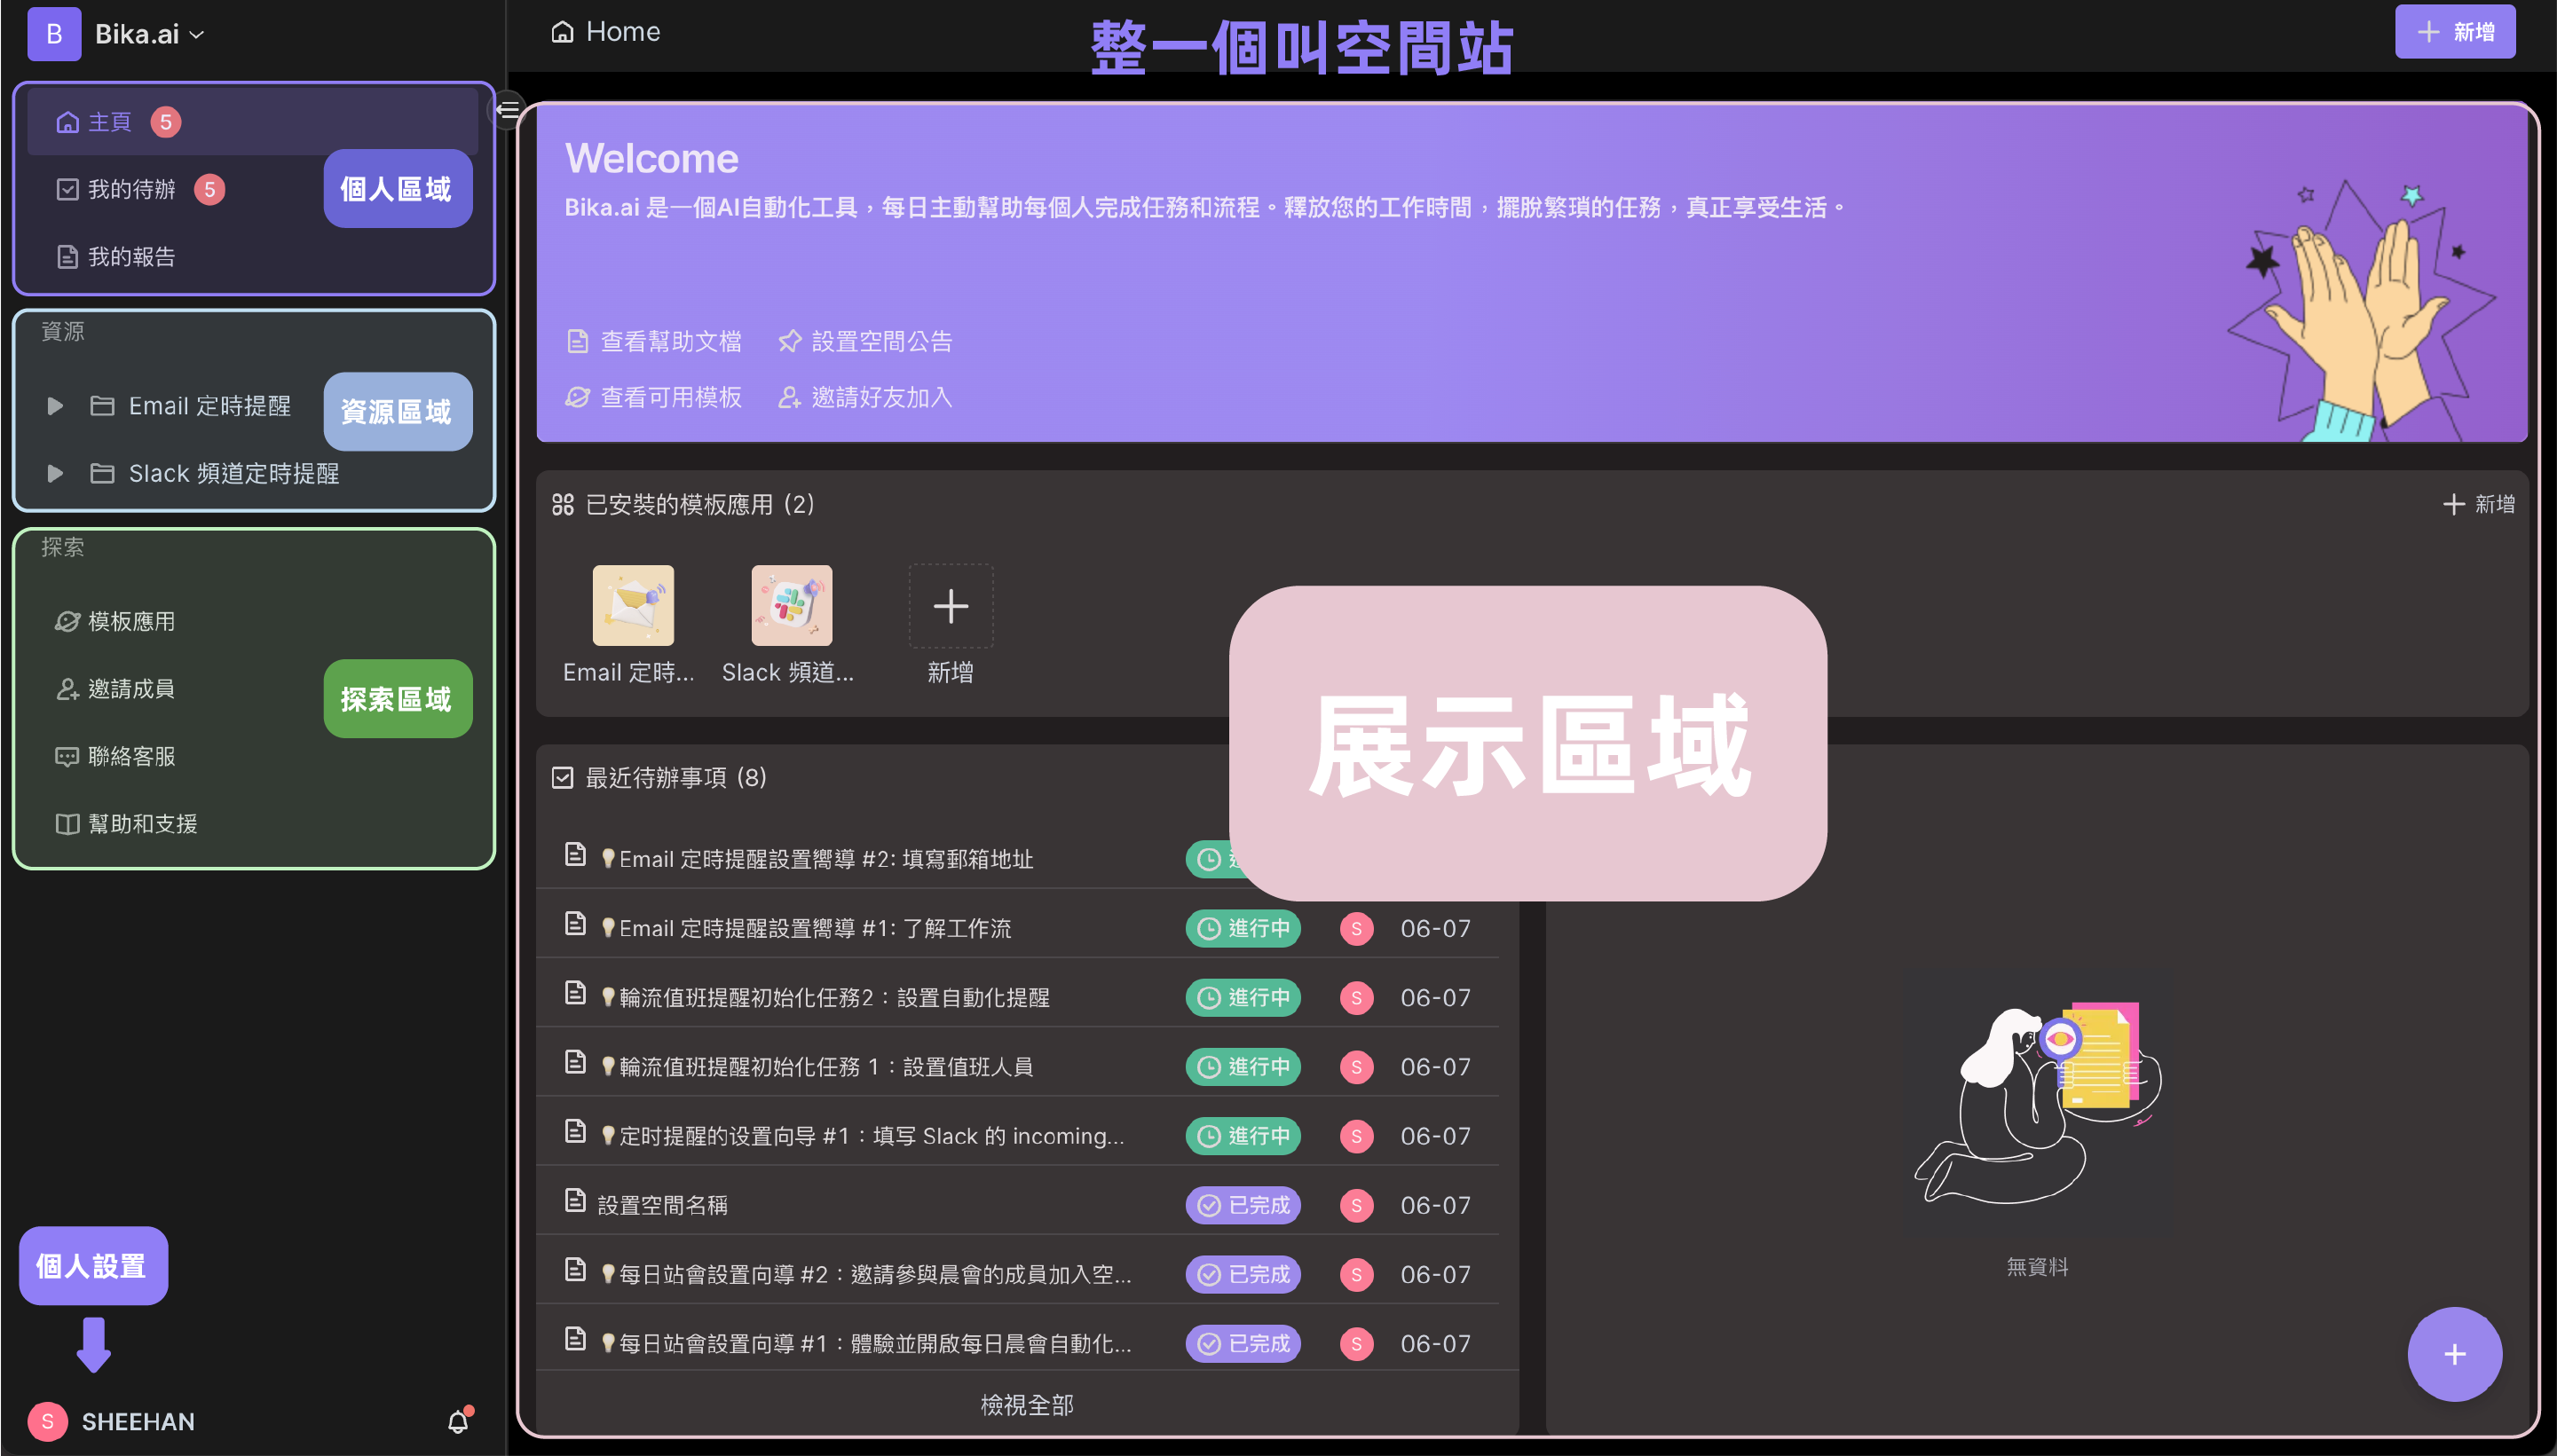 B Bika.ai
主頁 5
我的待辦 5
我的報告
個人區域
資源
Email 定時提醒
Slack 頻道定時提醒
資源區域
探索
模板應用
邀請成員
聯絡客服
幫助和支援
探索區域
個人設置
S SHEEHAN
Home
整一個叫空間站
新增
Welcome
Bika.ai 是一個AI自動化工具，每日主動幫助每個人完成任務和流程。釋放您的工作時間，擺脫繁瑣的任務，真正享受生活。
查看幫助文檔 設置空間公告
查看可用模板 邀請好友加入
已安裝的模板應用 (2)
新增
Email 定時... Slack 頻道... 新增
展示區域
最近待辦事項 (8)
Email 定時提醒設置嚮導 #2: 填寫郵箱地址
Email 定時提醒設置嚮導 #1: 了解工作流 進行中 S 06-07
輪流值班提醒初始化任務2：設置自動化提醒 進行中 S 06-07
輪流值班提醒初始化任務 1：設置值班人員 進行中 S 06-07
定时提醒的设置向导 #1：填写 Slack 的 incoming... 進行中 S 06-07
設置空間名稱 已完成 S 06-07
每日站會設置向導 #2：邀請參與晨會的成員加入空... 已完成 S 06-07
每日站會設置向導 #1：體驗並開啟每日晨會自動化... 已完成 S 06-07
檢視全部
無資料